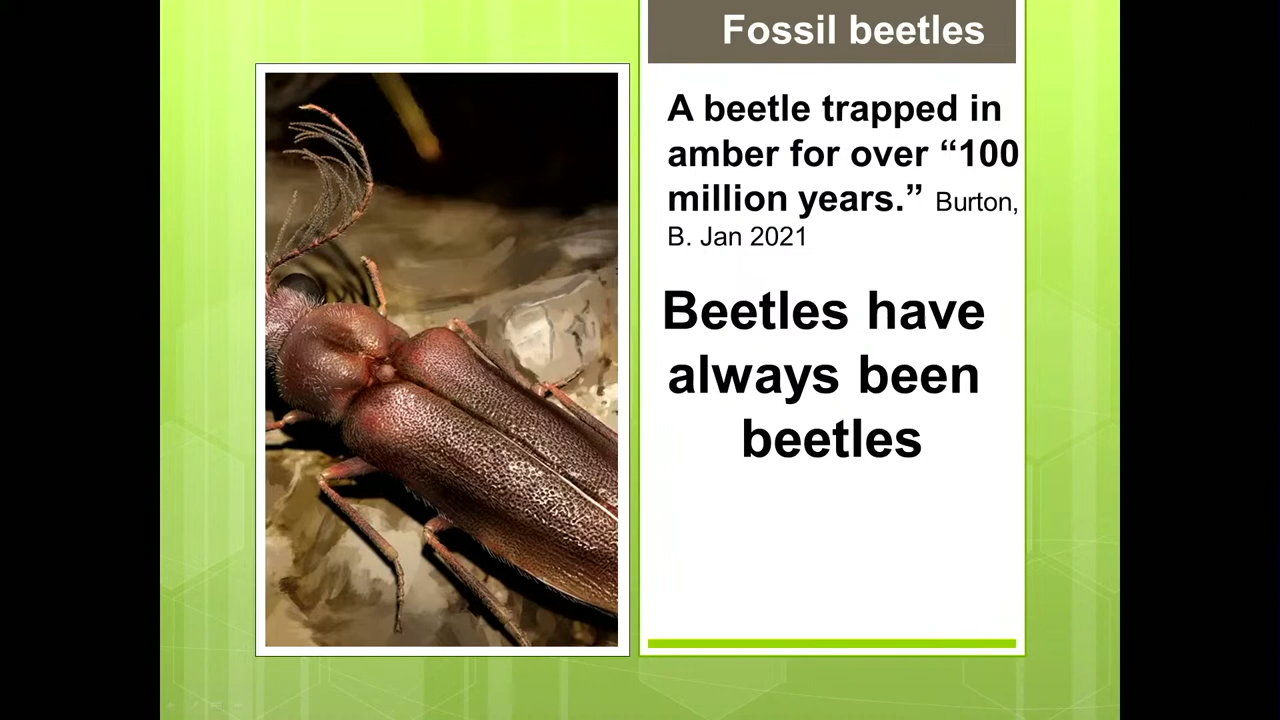 Fossil beetles
A beetle trapped in
amber for over “100
million years.” Burton,
B. Jan 2021
Beetles have
always been
beetles